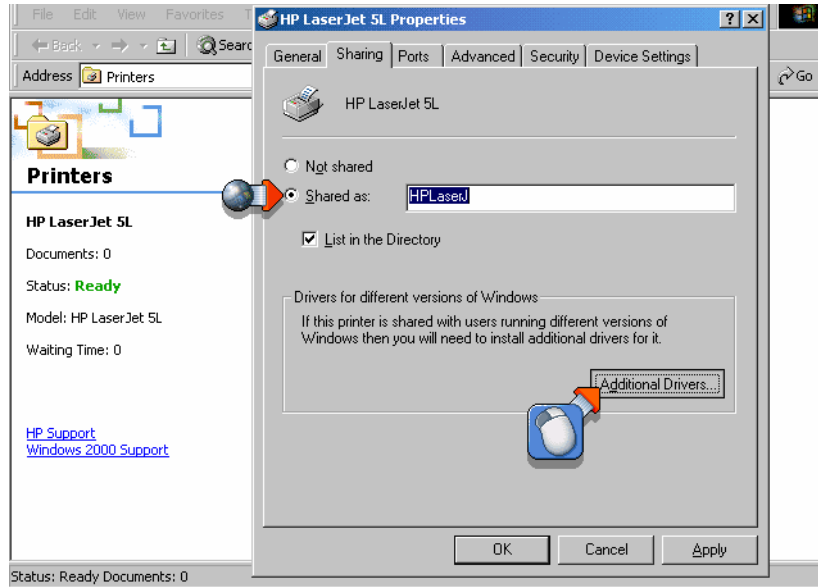 File Edit View Favorites T
HP LaserJet 5L Properties
Back
Searc
Address Printers
Go
General Sharing Ports Advanced Security Device Settings
HP LaserJet 5L
Not shared
Shared as: HPLaserJ
List in the Directory
Drivers for different versions of Windows
If this printer is shared with users running different versions of
Windows then you will need to install additional drivers for it.
Additional Drivers...
OK Cancel Apply
Printers
HP LaserJet 5L
Documents: 0
Status: Ready
Model: HP LaserJet 5L
Waiting Time: 0
HP Support
Windows 2000 Support
Status: Ready Documents: 0